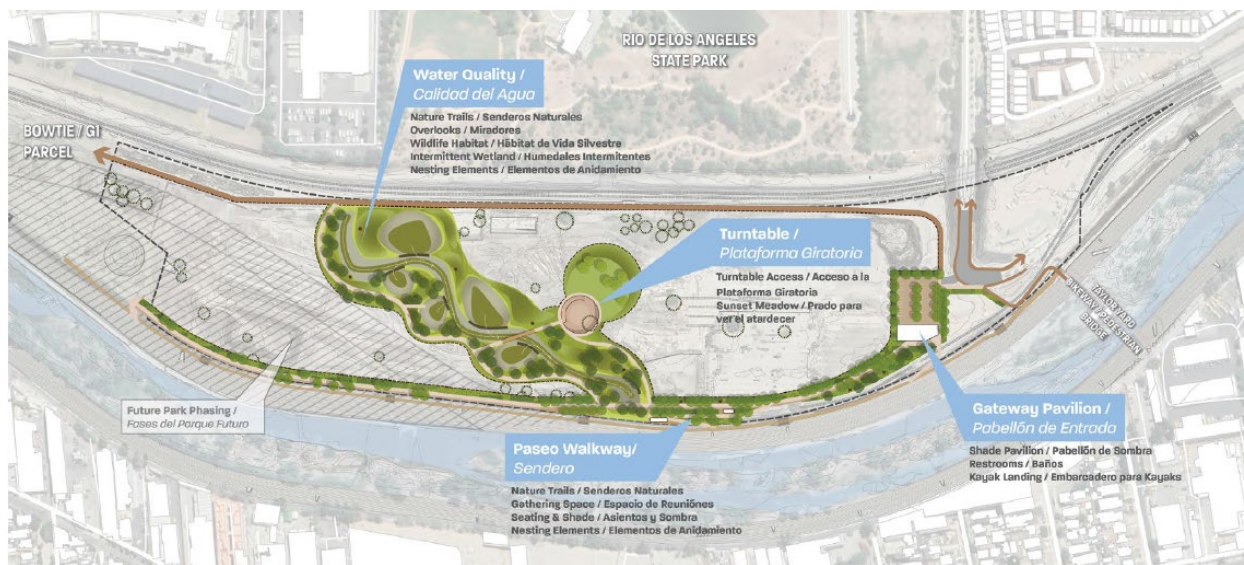 RIO DE LOS ANGELES
STATE PARK
Water Quality /
Calidad del Agua
Nature Trails / Senderos Naturales
Overlooks / Miradores
Wildlife Habitat / Hábitat de Vida Silvestre
Intermittent Wetland / Humedales Intermitentes
Nesting Elements / Elementos de Anidamiento
BOWTIE / G1
PARCEL
Turntable /
Plataforma Giratoria
Turntable Access / Acceso a la
Plataforma Giratoria
Sunset Meadow / Prado para
ver el atardecer
TAYLOR YARD
BIKEWAY / PEDESTRIAN
BRIDGE
Future Park Phasing /
Fases del Parque Futuro
Paseo Walkway/
Sendero
Nature Trails / Senderos Naturales
Gathering Space / Espacio de Reuniónes
Seating & Shade / Asientos y Sombra
Nesting Elements / Elementos de Anidamiento
Gateway Pavilion /
Pabellón de Entrada
Shade Pavilion / Pabellón de Sombra
Restrooms / Baños
Kayak Landing / Embarcadero para Kayaks